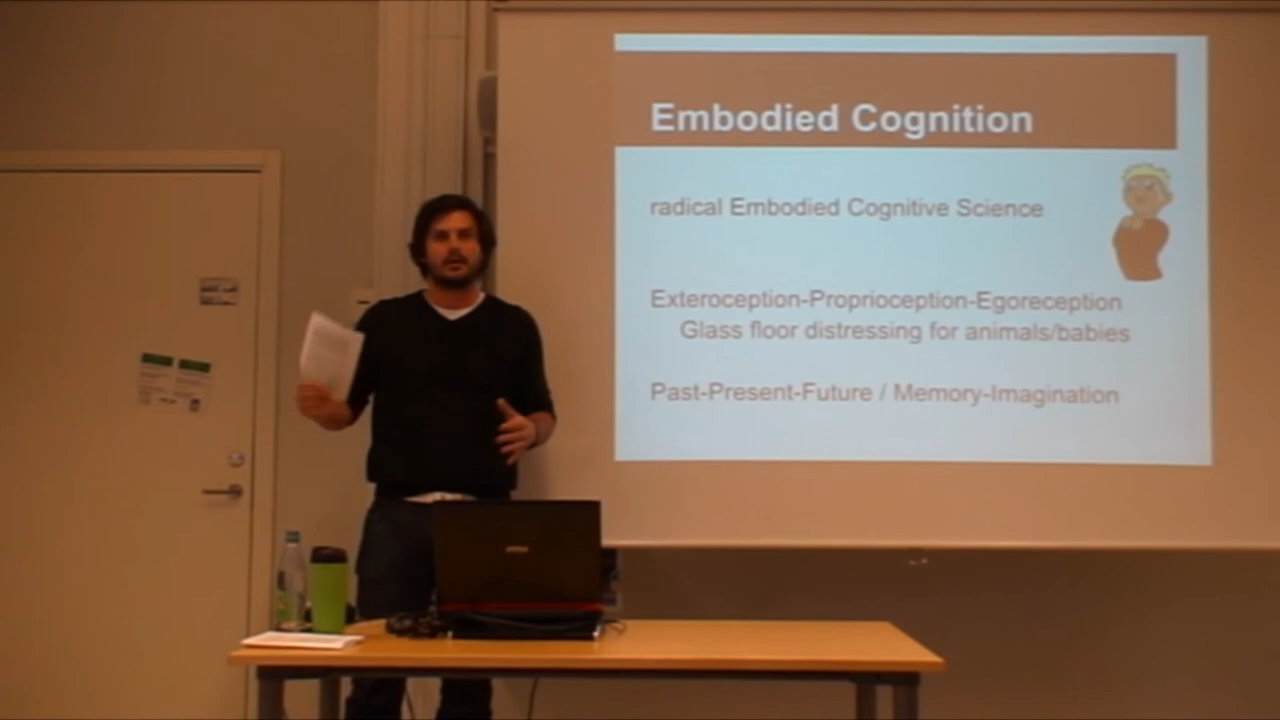 Embodied Cognition
radical Embodied Cognitive Science
Exteroception-Proprioception-Egoreception
Glass floor distressing for animals/babies
Past-Present-Future / Memory-Imagination